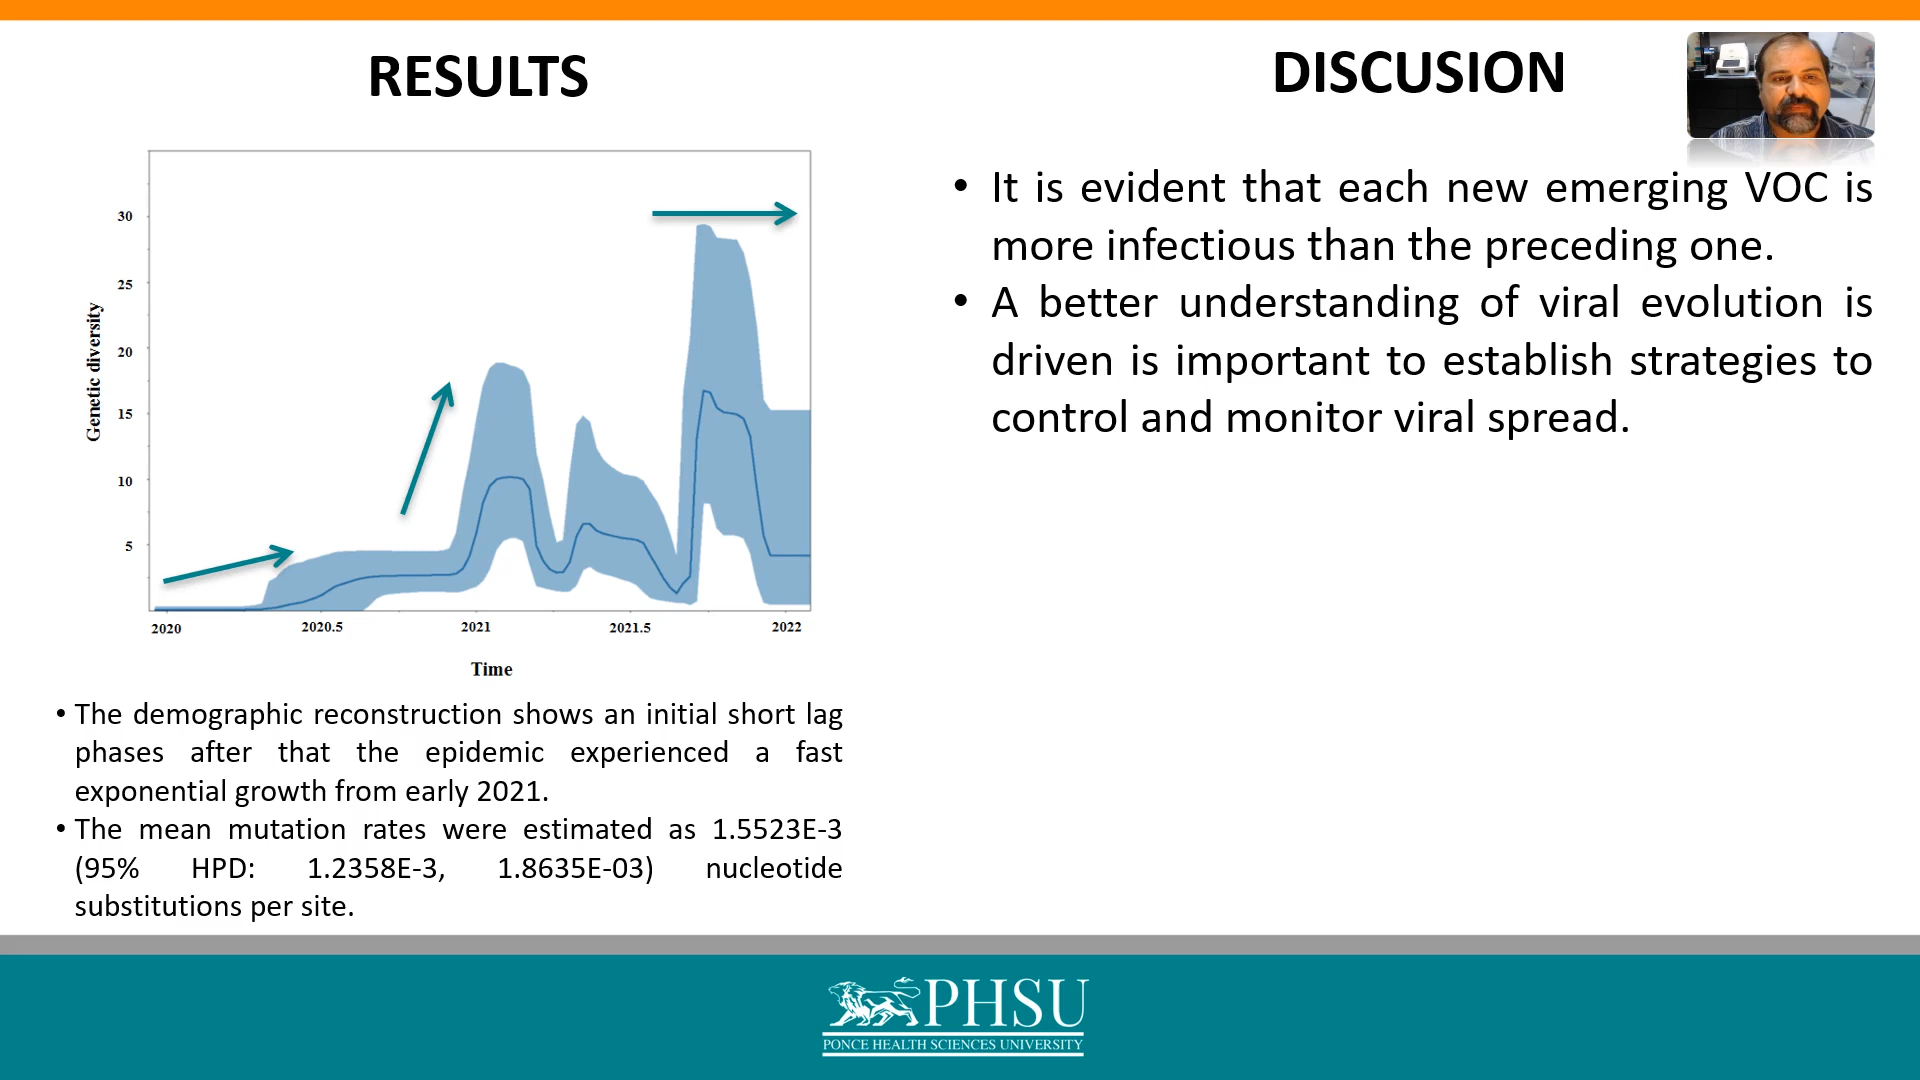 RESULTS
30
25
20
15
10
5
Genetic diversity
2020
2020.5
2021
2021.5
2022
Time
• The demographic reconstruction shows an initial short lag
phases after that the epidemic experienced a fast
exponential growth from early 2021.
• The mean mutation rates were estimated as 1.5523E-3
(95% HPD: 1.2358E-3, 1.8635E-03) nucleotide
substitutions per site.
DISCUSION
• It is evident that each new emerging VOC is
more infectious than the preceding one.
• A better understanding of viral evolution is
driven is important to establish strategies to
control and monitor viral spread.
PHSU
PONCE HEALTH SCIENCES UNIVERSITY